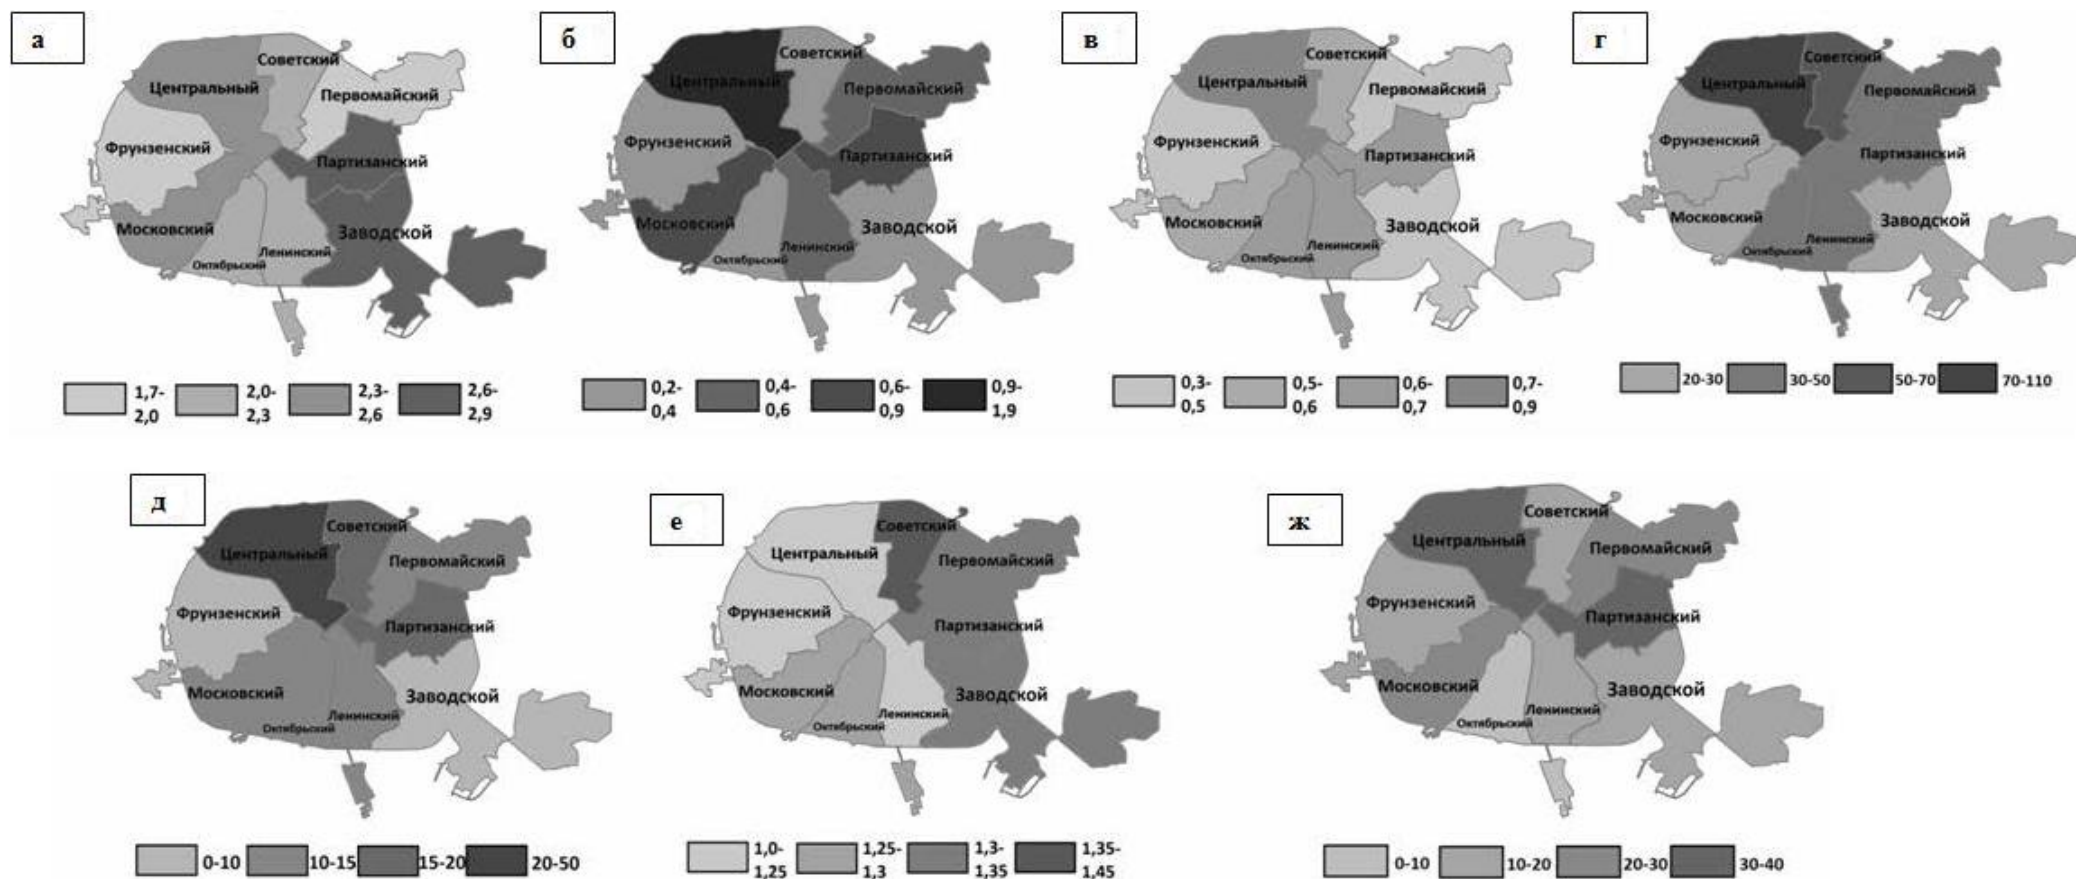 а
Советский
Центральный
Первомайский
Фрунзенский
Партизанский
Московский
Заводской
Ленинский
Октябрьский
1,7-
2,0
2,0-
2,3
2,3-
2,6
2,6-
2,9
б
Советский
Центральный
Первомайский
Фрунзенский
Партизанский
Московский
Заводской
Ленинский
Октябрьский
0,2-
0,4
0,4-
0,6
0,6-
0,9
0,9-
1,9
в
Советский
Центральный
Первомайский
Фрунзенский
Партизанский
Московский
Заводской
Ленинский
Октябрьский
0,3-
0,5
0,5-
0,6
0,6-
0,7
0,7-
0,9
г
Советский
Центральный
Первомайский
Фрунзенский
Партизанский
Московский
Заводской
Ленинский
Октябрьский
20-30
30-50
50-70
70-110
д
Советский
Центральный
Первомайский
Фрунзенский
Партизанский
Московский
Заводской
Ленинский
Октябрьский
0-10
10-15
15-20
20-50
е
Советский
Центральный
Первомайский
Фрунзенский
Партизанский
Московский
Заводской
Ленинский
Октябрьский
1,0-
1,25
1,25-
1,3
1,3-
1,35
1,35-
1,45
ж
Советский
Центральный
Первомайский
Фрунзенский
Партизанский
Московский
Заводской
Ленинский
Октябрьский
0-10
10-20
20-30
30-40